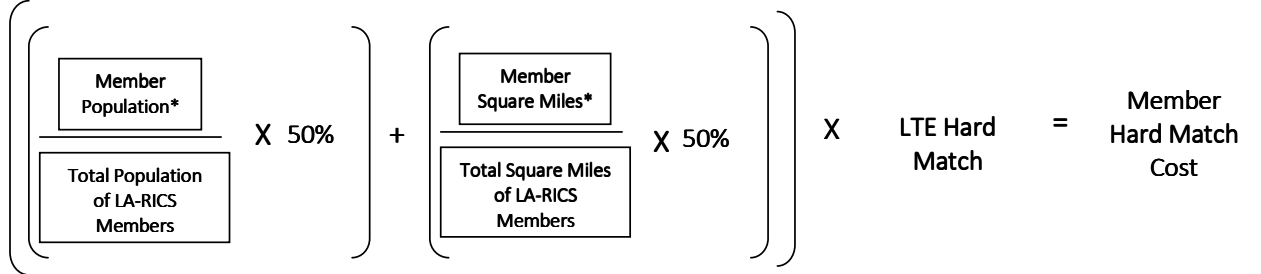 Member
Population*
Total Population
of LA-RICS
Members
X 50%
+
Member
Square Miles*
Total Square Miles
of LA-RICS
Members
X 50%
X
LTE Hard
Match
=
Member
Hard Match
Cost